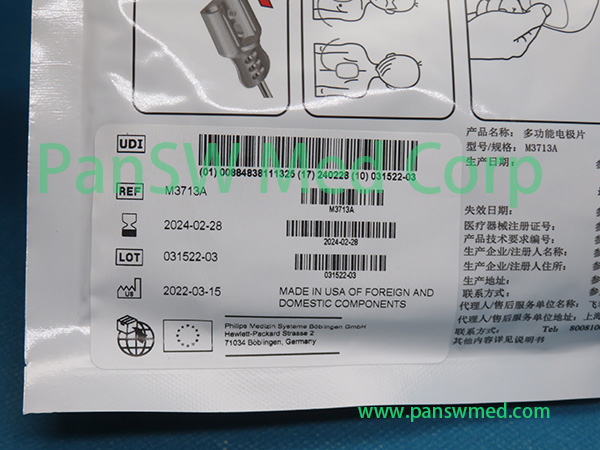 UDI
(01) 00884838111325 (17) 240228 (10) 031522-03
PanSW Med Corp
REF M3713A
M3713A
2024-02-28
2024-02-28
LOT 031522-03
031522-03
2022-03-15
MADE IN USA OF FOREIGN AND
DOMESTIC COMPONENTS
Philips Medizin Systeme Böblingen GmbH
Hewlett-Packard Strasse 2
71034 Böblingen, Germany
产品名称: 多功能电极片
型号/规格: M3713A
生产日期:
失效日期:
医疗器械注册证号:
产品技术要求编号:
生产企业/注册人名称:
生产企业/注册人住所:
生产地址:
联系方式:
代理人/售后服务单位名称: 飞
代理人/售后服务单位地址: 上海
联系方式: Tel: 800810
其余内容详见说明书
www.panswmed.com